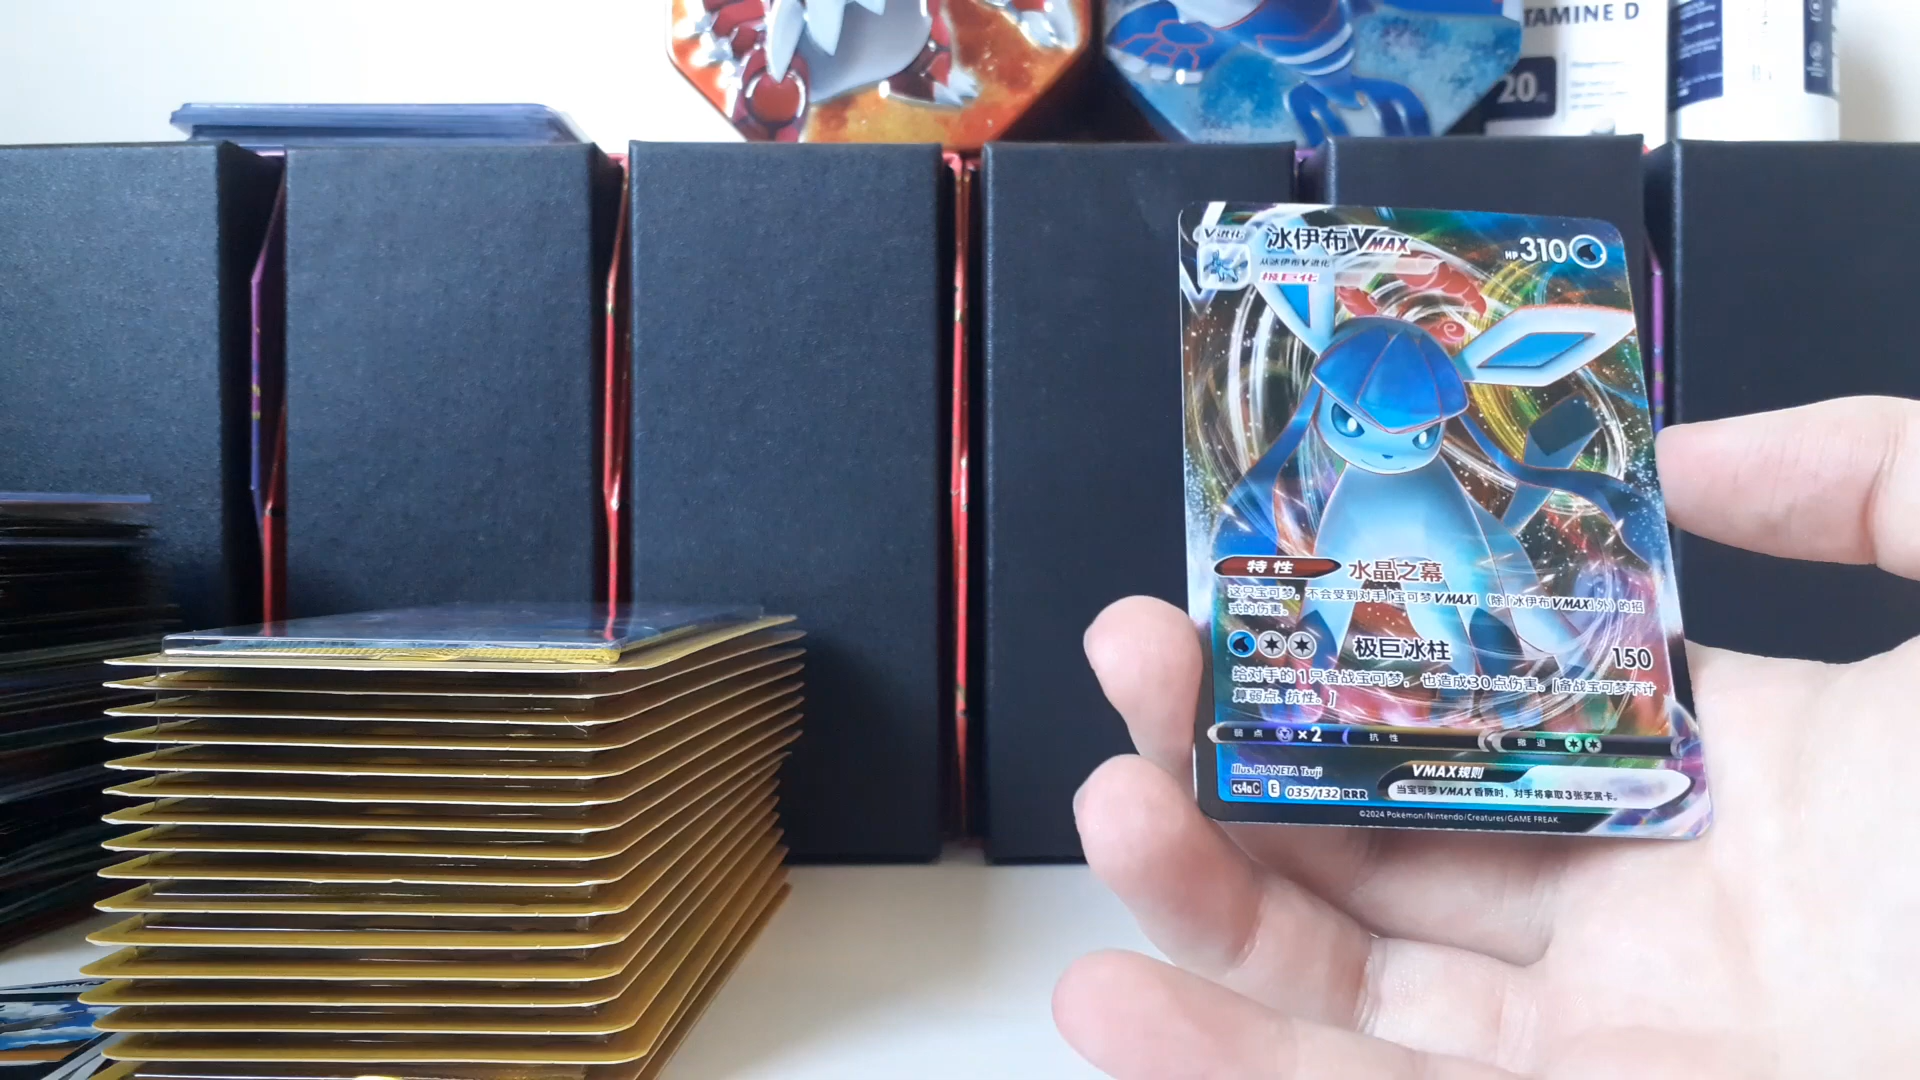 TAMINE D
20
V进化
冰伊布VMAX
HP 310
从冰伊布V进化
极巨化
特性 水晶之幕
这只宝可梦，不会受到对手「宝可梦VMAX」（除「冰伊布VMAX」外）的招
式的伤害。
极巨冰柱 150
给对手的1只备战宝可梦，也造成30点伤害。[备战宝可梦不计
算弱点、抗性。]
弱点 ×2 抗性 撤退
Illus. PLANETA Tsuji
VMAX规则
当宝可梦VMAX昏厥时，对手将拿取3张奖赏卡。
CS4aC E 035/132 RRR
©2024 Pokémon/Nintendo/Creatures/GAME FREAK.